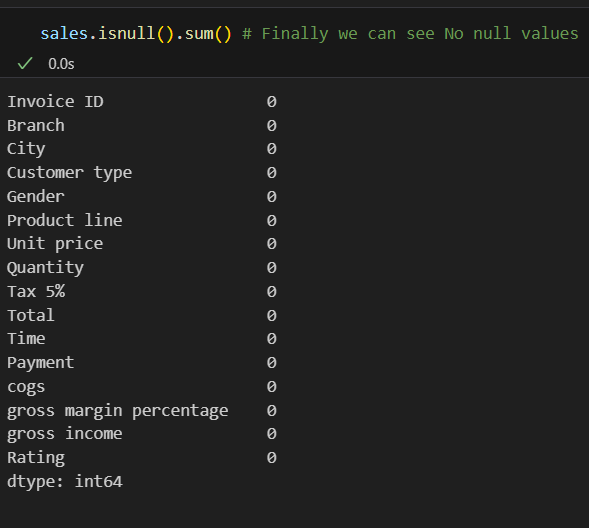 sales.isnull().sum() # Finally we can see No null values
0.0s
Invoice ID 0
Branch 0
City 0
Customer type 0
Gender 0
Product line 0
Unit price 0
Quantity 0
Tax 5% 0
Total 0
Time 0
Payment 0
cogs 0
gross margin percentage 0
gross income 0
Rating 0
dtype: int64